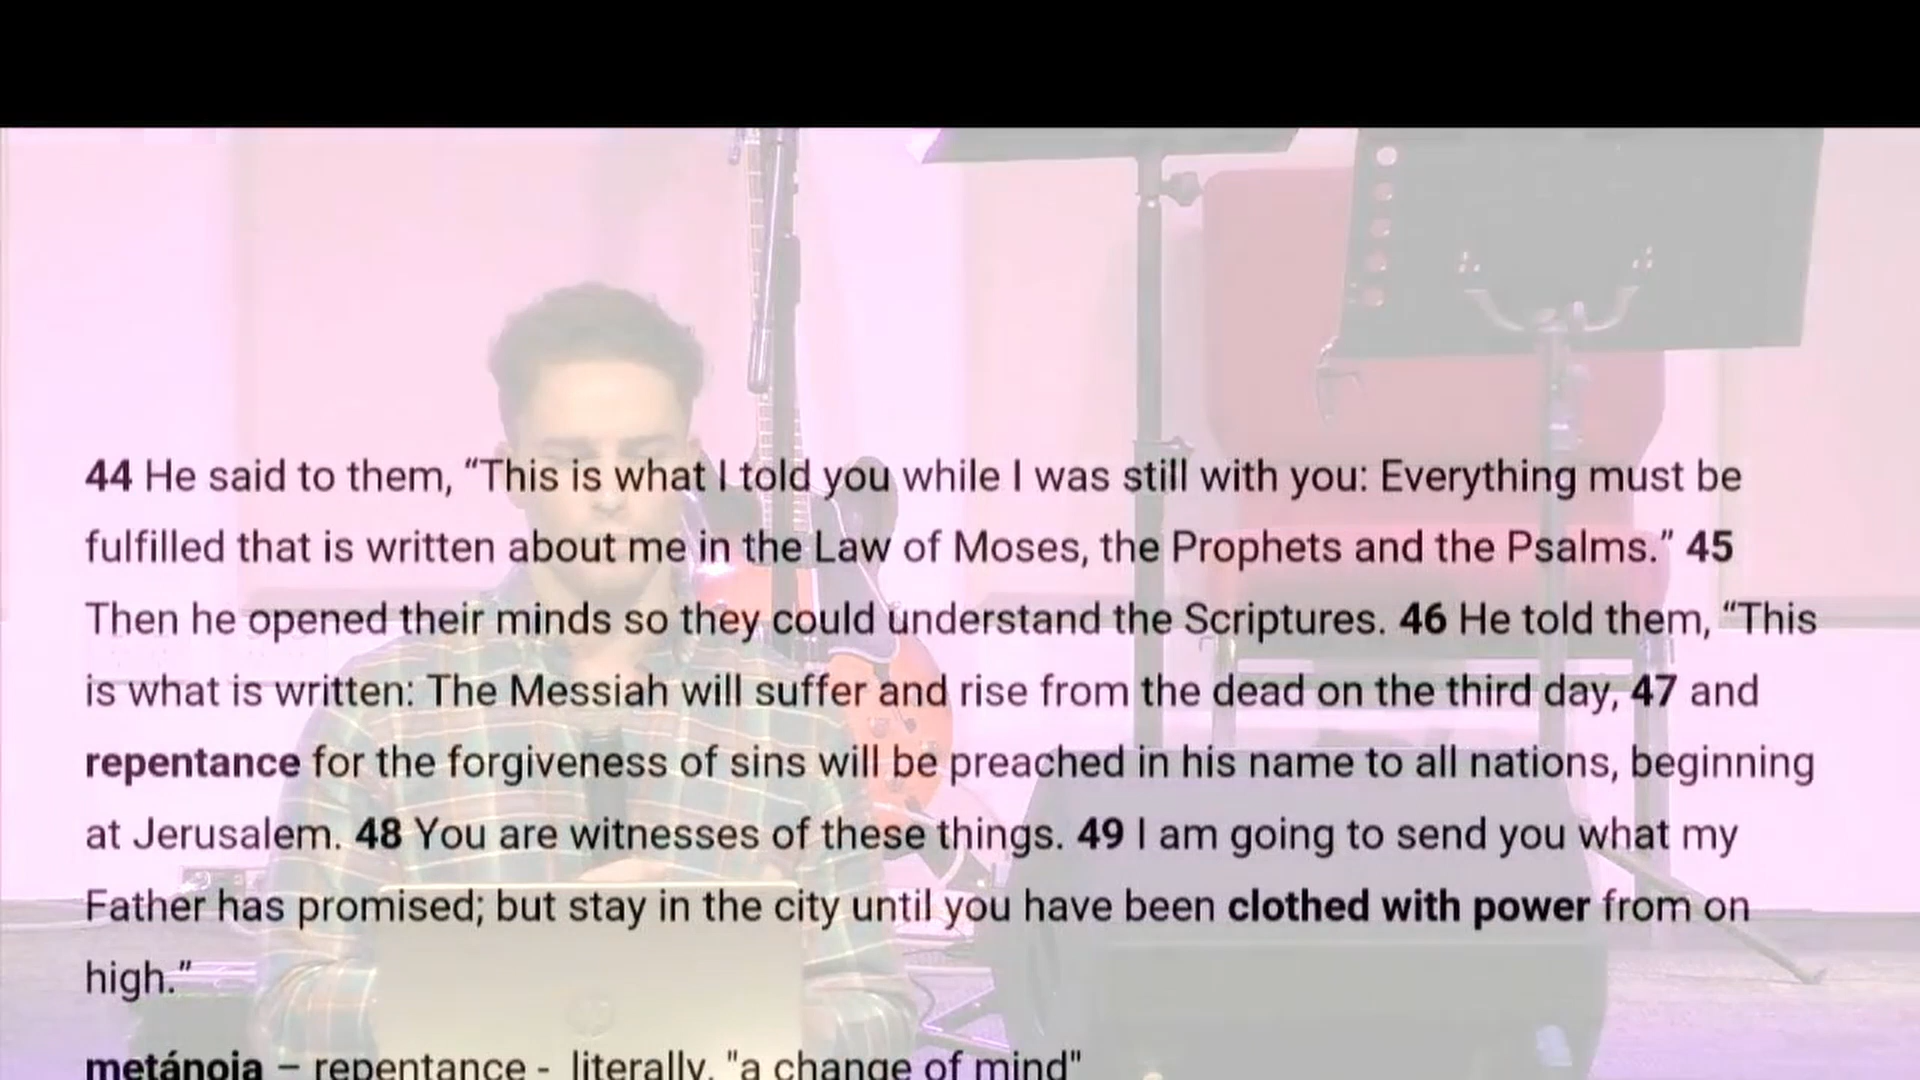 44 He said to them, “This is what I told you while I was still with you: Everything must be
fulfilled that is written about me in the Law of Moses, the Prophets and the Psalms.” 45
Then he opened their minds so they could understand the Scriptures. 46 He told them, “This
is what is written: The Messiah will suffer and rise from the dead on the third day, 47 and
repentance for the forgiveness of sins will be preached in his name to all nations, beginning
at Jerusalem. 48 You are witnesses of these things. 49 I am going to send you what my
Father has promised; but stay in the city until you have been clothed with power from on
high.”
metánoia – repentance - literally, "a change of mind"